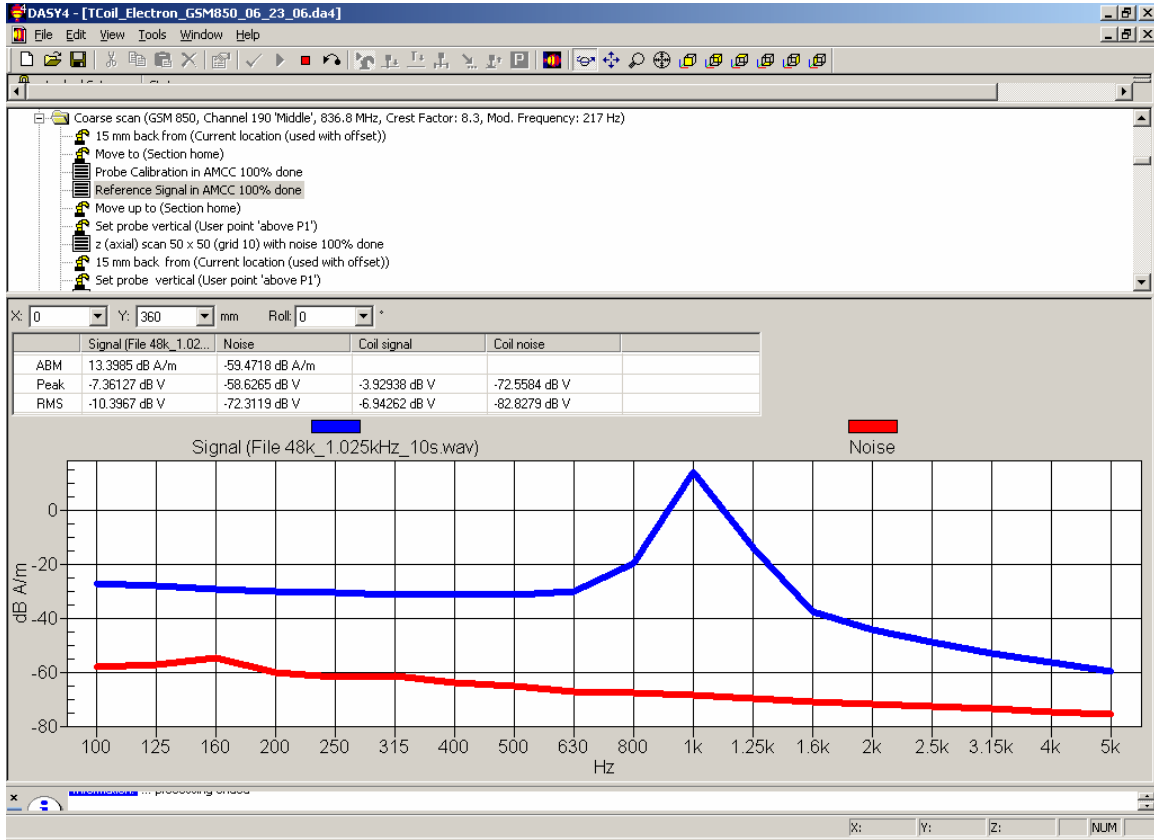 DASY4 - [TCoil_Electron_GSM850_06_23_06.da4]
File Edit View Tools Window Help
Coarse scan (GSM 850, Channel 190 'Middle', 836.8 MHz, Crest Factor: 8.3, Mod. Frequency: 217 Hz)
15 mm back from (Current location (used with offset))
Move to (Section home)
Probe Calibration in AMCC 100% done
Reference Signal in AMCC 100% done
Move up to (Section home)
Set probe vertical (User point 'above P1')
z (axial) scan 50 x 50 (grid 10) with noise 100% done
15 mm back from (Current location (used with offset))
Set probe vertical (User point 'above P1')
X: 0 Y: 360 mm Roll: 0 °
Signal (File 48k_1.02... Noise Coil signal Coil noise
ABM 13.3985 dB A/m -59.4718 dB A/m
Peak -7.36127 dB V -58.6265 dB V -3.92938 dB V -72.5584 dB V
RMS -10.3967 dB V -72.3119 dB V -6.94262 dB V -82.8279 dB V
Signal (File 48k_1.025kHz_10s.wav) Noise
dB A/m
0
-20
-40
-60
-80
100 125 160 200 250 315 400 500 630 800 1k 1.25k 1.6k 2k 2.5k 3.15k 4k 5k
Hz
X: Y: Z: NUM